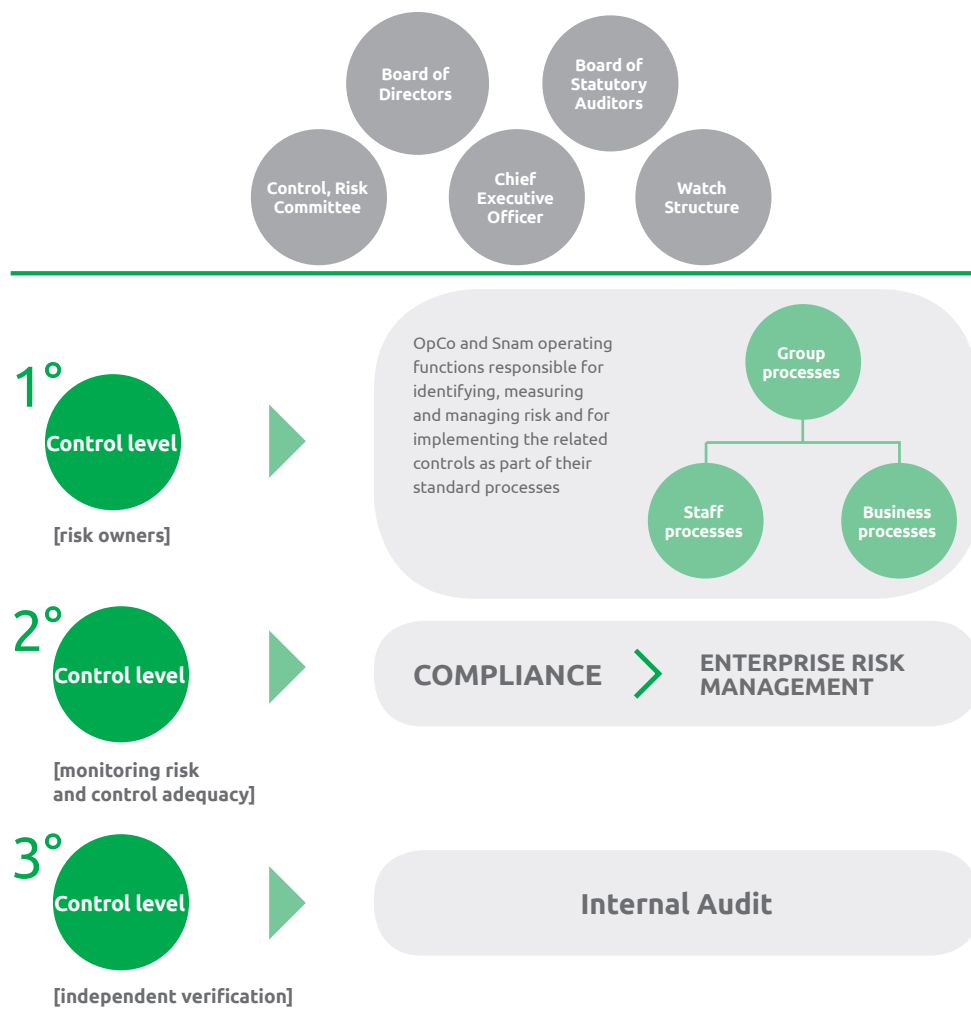 Board of
Directors
Board of
Statutory
Auditors
Control, Risk
Committee
Chief
Executive
Officer
Watch
Structure
1°
Control level
[risk owners]
OpCo and Snam operating
functions responsible for
identifying, measuring
and managing risk and for
implementing the related
controls as part of their
standard processes
Group
processes
Staff
processes
Business
processes
2°
Control level
[monitoring risk
and control adequacy]
COMPLIANCE
ENTERPRISE RISK
MANAGEMENT
3°
Control level
[independent verification]
Internal Audit